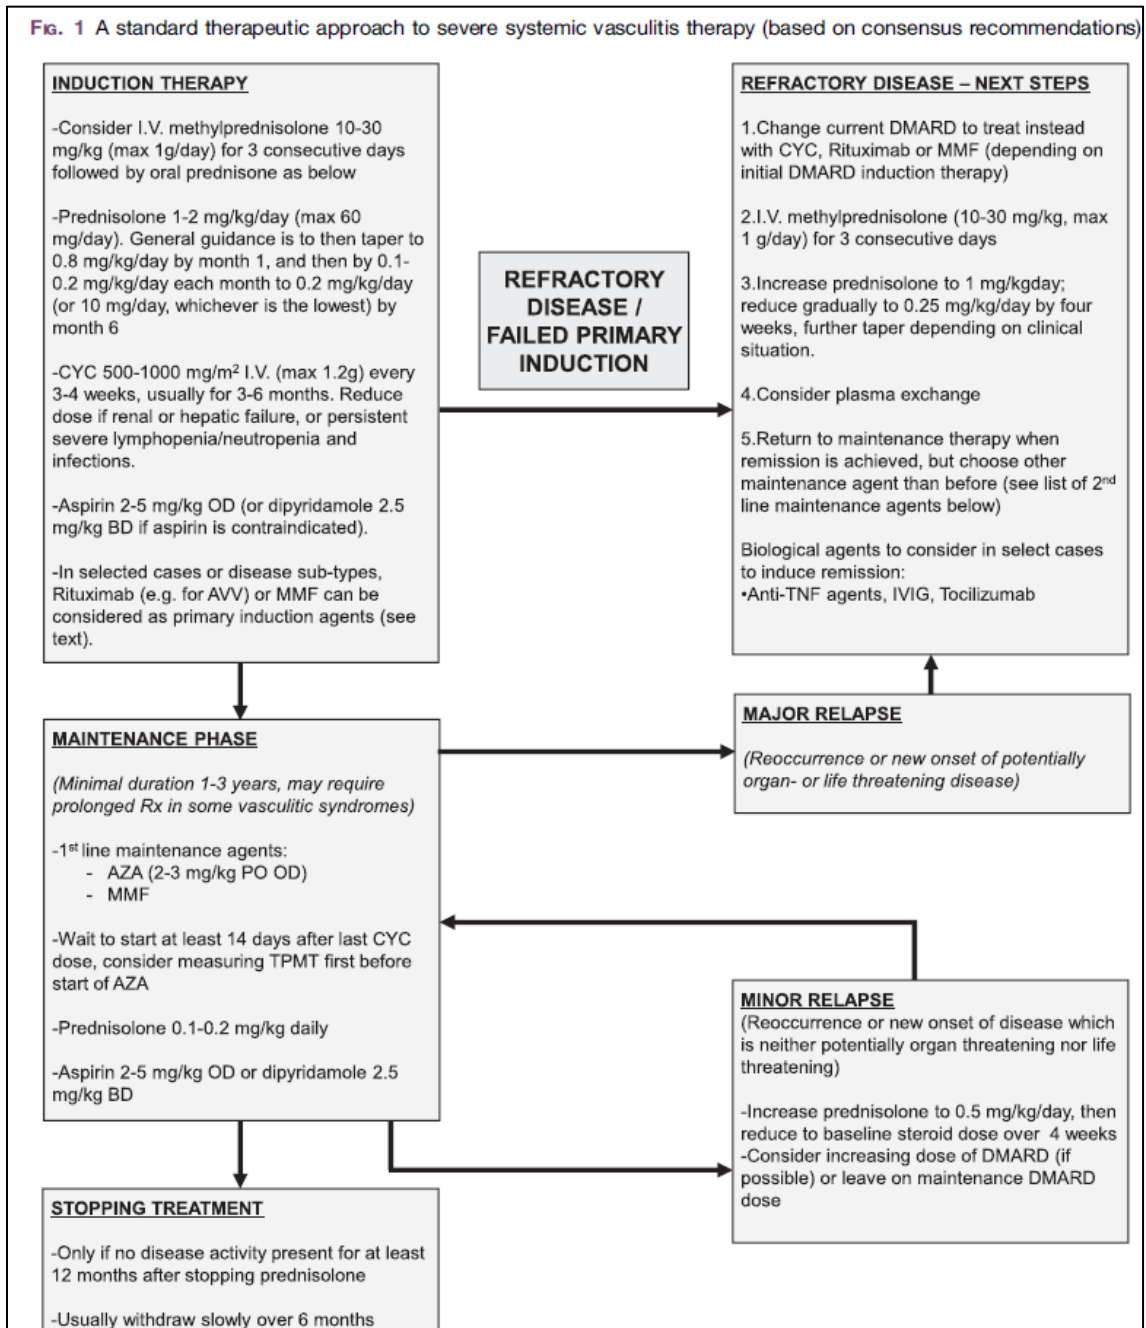 FIG. 1 A standard therapeutic approach to severe systemic vasculitis therapy (based on consensus recommendations)
INDUCTION THERAPY
-Consider I.V. methylprednisolone 10-30
mg/kg (max 1g/day) for 3 consecutive days
followed by oral prednisone as below
-Prednisolone 1-2 mg/kg/day (max 60
mg/day). General guidance is to then taper to
0.8 mg/kg/day by month 1, and then by 0.1-
0.2 mg/kg/day each month to 0.2 mg/kg/day
(or 10 mg/day, whichever is the lowest) by
month 6
-CYC 500-1000 mg/m² I.V. (max 1.2g) every
3-4 weeks, usually for 3-6 months. Reduce
dose if renal or hepatic failure, or persistent
severe lymphopenia/neutropenia and
infections.
-Aspirin 2-5 mg/kg OD (or dipyridamole 2.5
mg/kg BD if aspirin is contraindicated).
-In selected cases or disease sub-types,
Rituximab (e.g. for AVV) or MMF can be
considered as primary induction agents (see
text).
REFRACTORY
DISEASE /
FAILED PRIMARY
INDUCTION
REFRACTORY DISEASE – NEXT STEPS
1.Change current DMARD to treat instead
with CYC, Rituximab or MMF (depending on
initial DMARD induction therapy)
2.I.V. methylprednisolone (10-30 mg/kg, max
1 g/day) for 3 consecutive days
3.Increase prednisolone to 1 mg/kgday;
reduce gradually to 0.25 mg/kg/day by four
weeks, further taper depending on clinical
situation.
4.Consider plasma exchange
5.Return to maintenance therapy when
remission is achieved, but choose other
maintenance agent than before (see list of 2nd
line maintenance agents below)
Biological agents to consider in select cases
to induce remission:
•Anti-TNF agents, IVIG, Tocilizumab
MAINTENANCE PHASE
(Minimal duration 1-3 years, may require
prolonged Rx in some vasculitic syndromes)
-1st line maintenance agents:
- AZA (2-3 mg/kg PO OD)
- MMF
-Wait to start at least 14 days after last CYC
dose, consider measuring TPMT first before
start of AZA
-Prednisolone 0.1-0.2 mg/kg daily
-Aspirin 2-5 mg/kg OD or dipyridamole 2.5
mg/kg BD
MAJOR RELAPSE
(Reoccurrence or new onset of potentially
organ- or life threatening disease)
MINOR RELAPSE
(Reoccurrence or new onset of disease which
is neither potentially organ threatening nor life
threatening)
-Increase prednisolone to 0.5 mg/kg/day, then
reduce to baseline steroid dose over 4 weeks
-Consider increasing dose of DMARD (if
possible) or leave on maintenance DMARD
dose
STOPPING TREATMENT
-Only if no disease activity present for at least
12 months after stopping prednisolone
-Usually withdraw slowly over 6 months